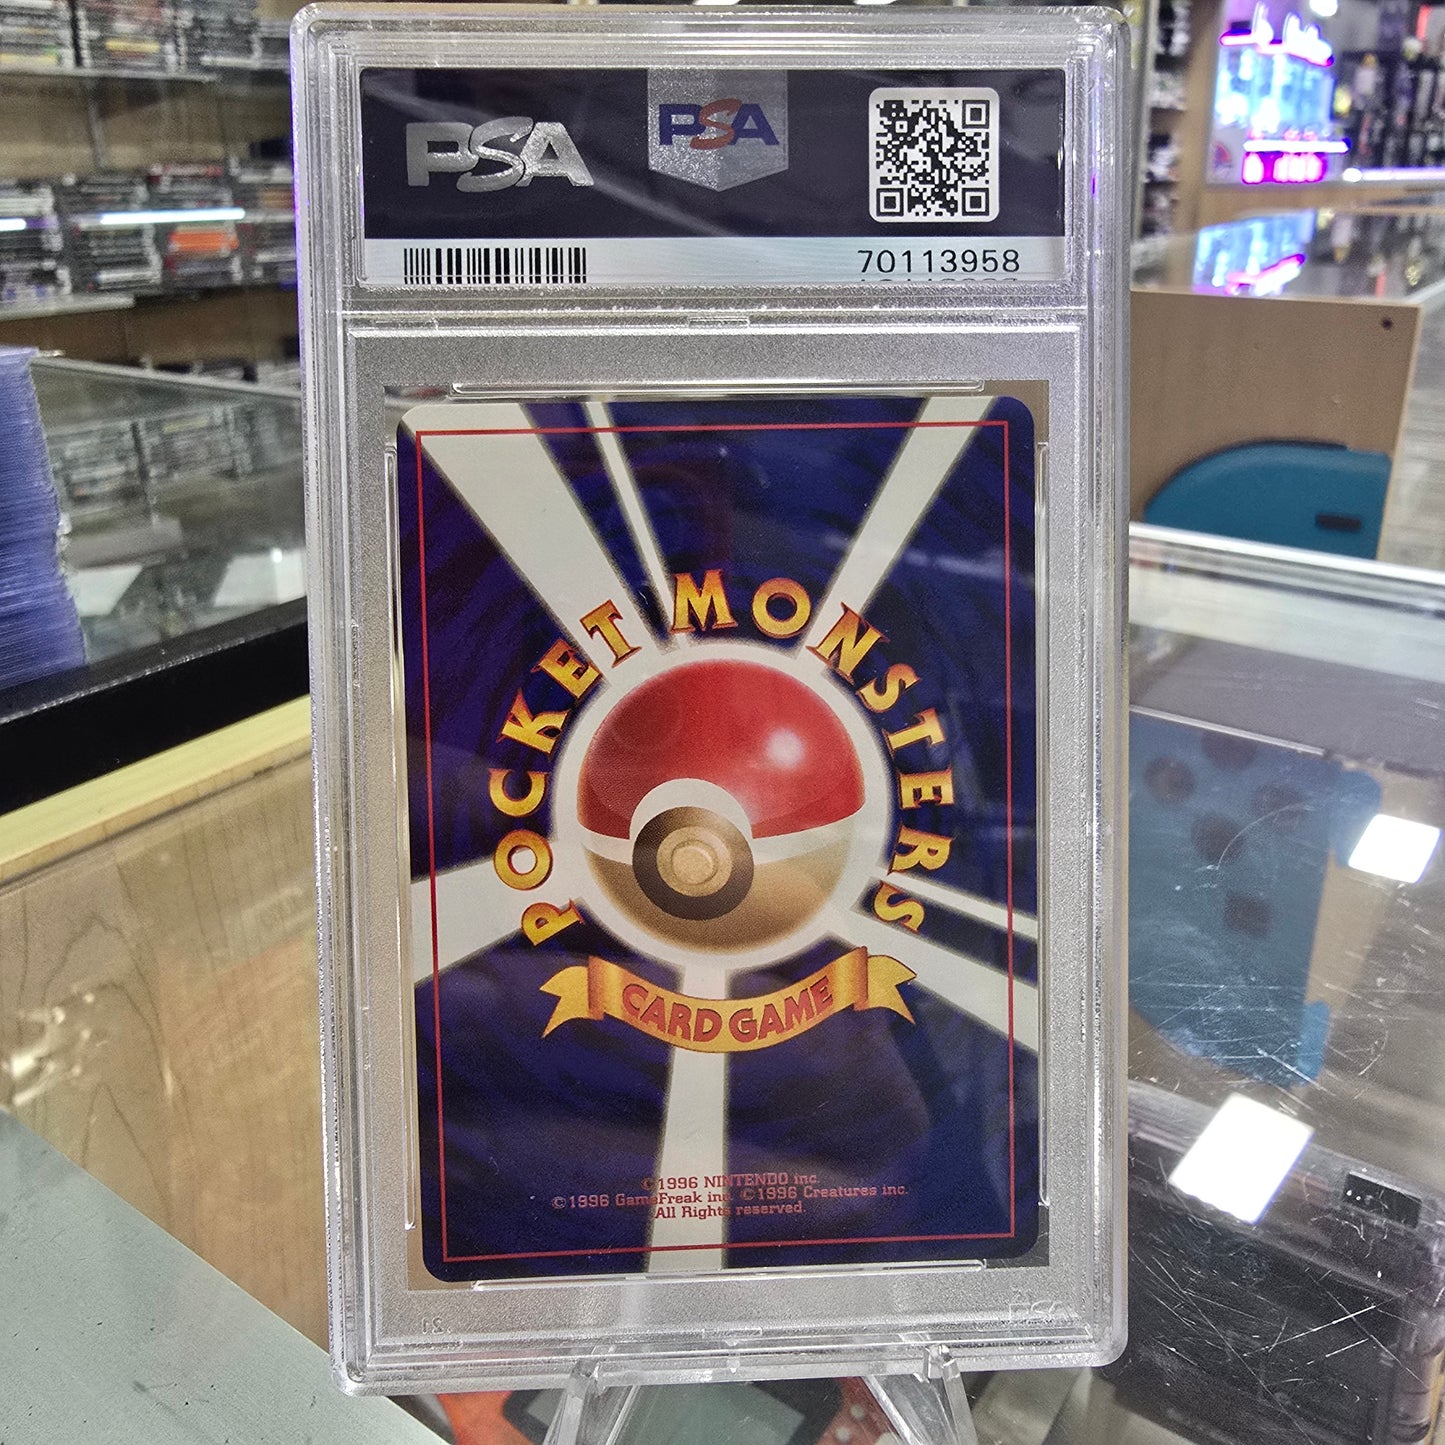 PSA
PSA
70113958
POCKET MONSTERS
CARD GAME
©1996 NINTENDO inc.
©1996 GameFreak inc. ©1996 Creatures inc.
All Rights reserved.